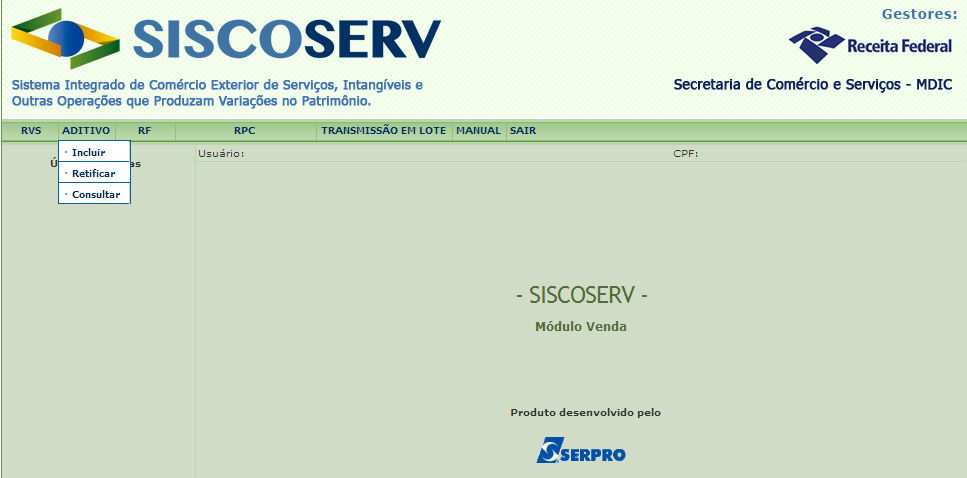 SISCOSERV
Gestores:
Receita Federal
Sistema Integrado de Comércio Exterior de Serviços, Intangíveis e
Outras Operações que Produzam Variações no Patrimônio.
Secretaria de Comércio e Serviços - MDIC
RVS ADITIVO RF RPC TRANSMISSÃO EM LOTE MANUAL SAIR
· Incluir
· Retificar
· Consultar
Usuário: CPF:
- SISCOSERV -
Módulo Venda
Produto desenvolvido pelo
SERPRO